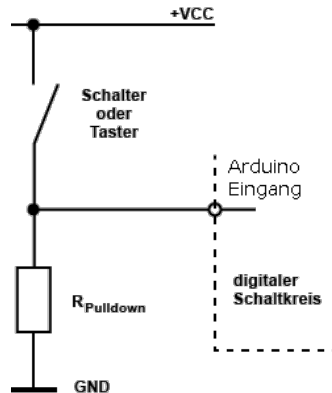 +VCC
Schalter
oder
Taster
Arduino
Eingang
digitaler
Schaltkreis
RPulldown
GND